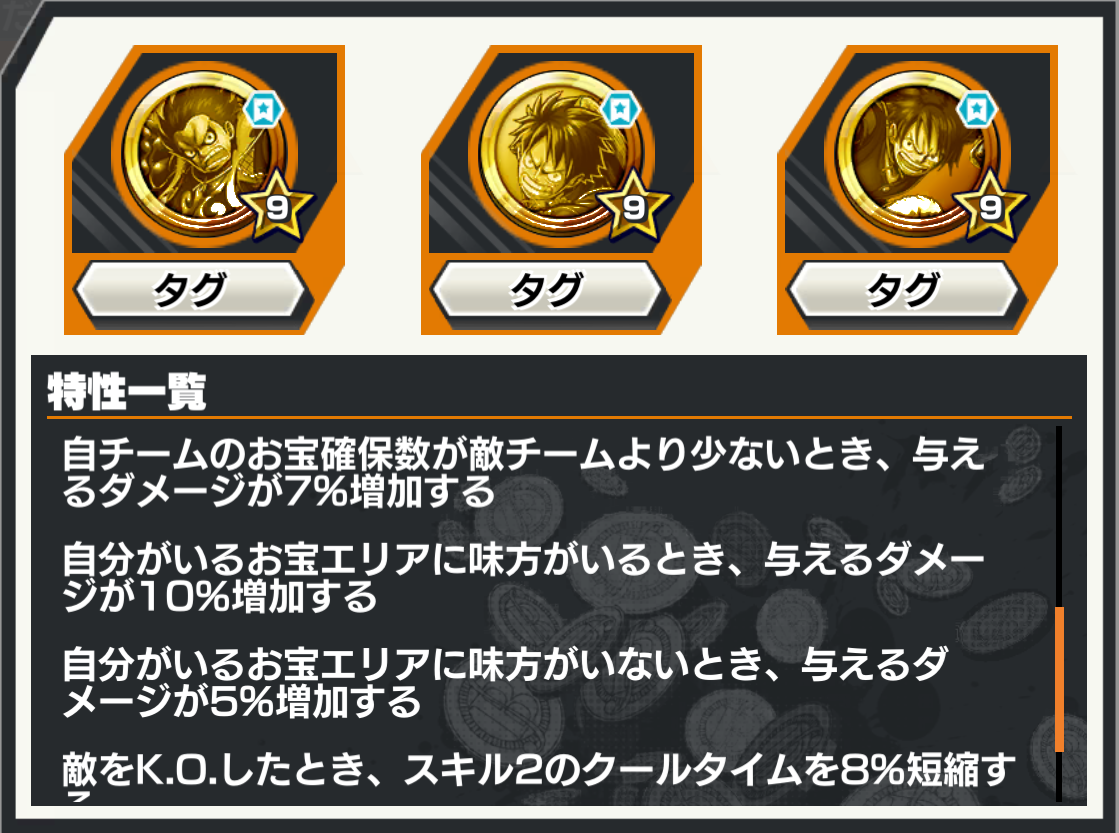 9
9
9
タグ
タグ
タグ
特性一覧
自チームのお宝確保数が敵チームより少ないとき、与え
るダメージが7%増加する
自分がいるお宝エリアに味方がいるとき、与えるダメー
ジが10%増加する
自分がいるお宝エリアに味方がいないとき、与えるダ
メージが5%増加する
敵をK.O.したとき、スキル2のクールタイムを8%短縮す